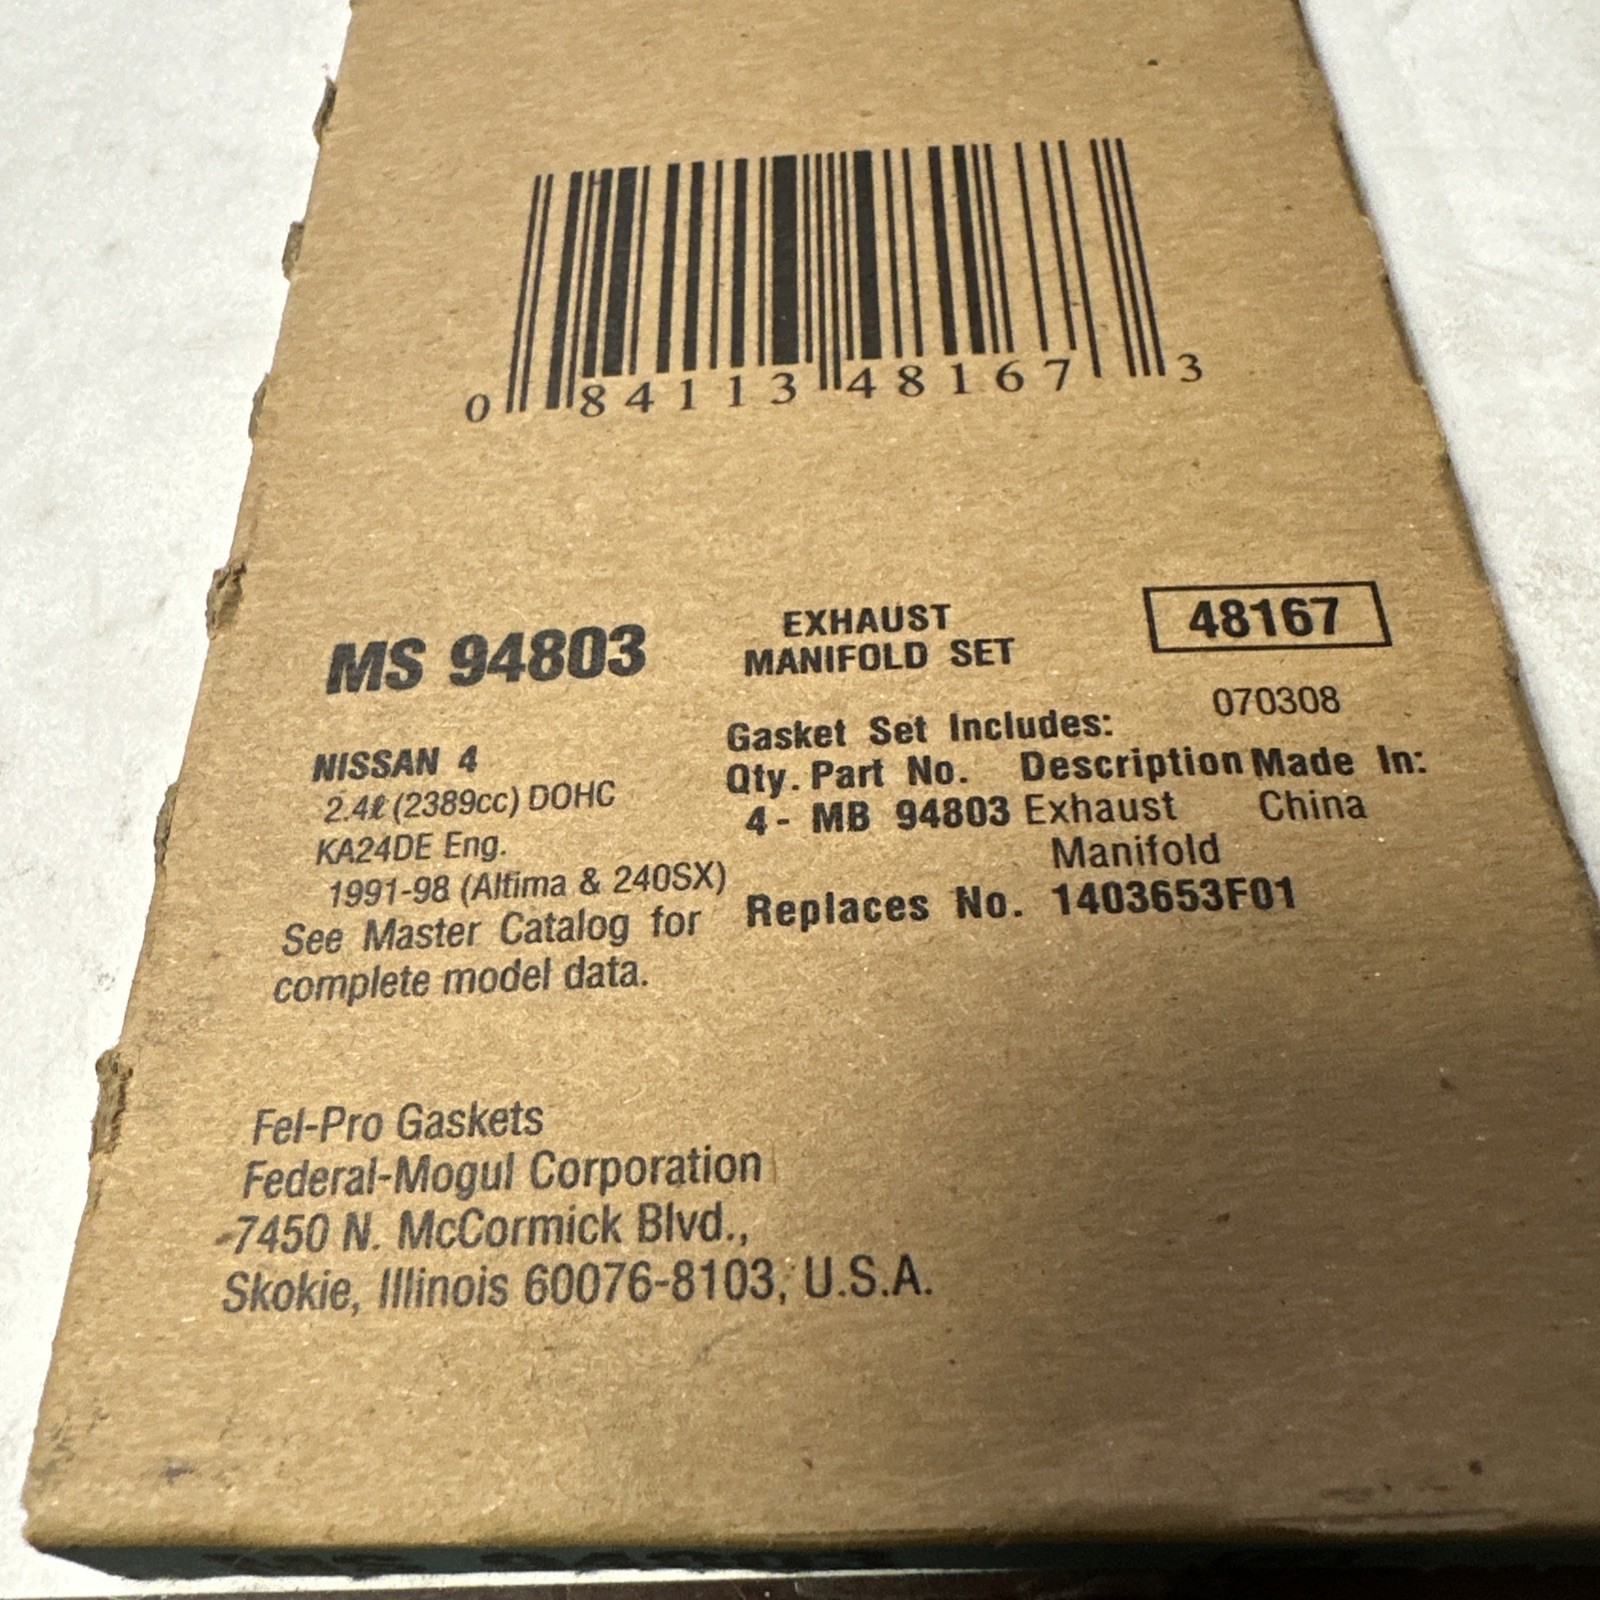 0 84113 48167 3
MS 94803
EXHAUST
MANIFOLD SET
48167
070308
NISSAN 4
2.4ℓ (2389cc) DOHC
KA24DE Eng.
1991-98 (Altima & 240SX)
See Master Catalog for
complete model data.
Gasket Set Includes:
Qty. Part No. Description Made In:
4 - MB 94803 Exhaust China
Manifold
Replaces No. 1403653F01
Fel-Pro Gaskets
Federal-Mogul Corporation
7450 N. McCormick Blvd.,
Skokie, Illinois 60076-8103, U.S.A.